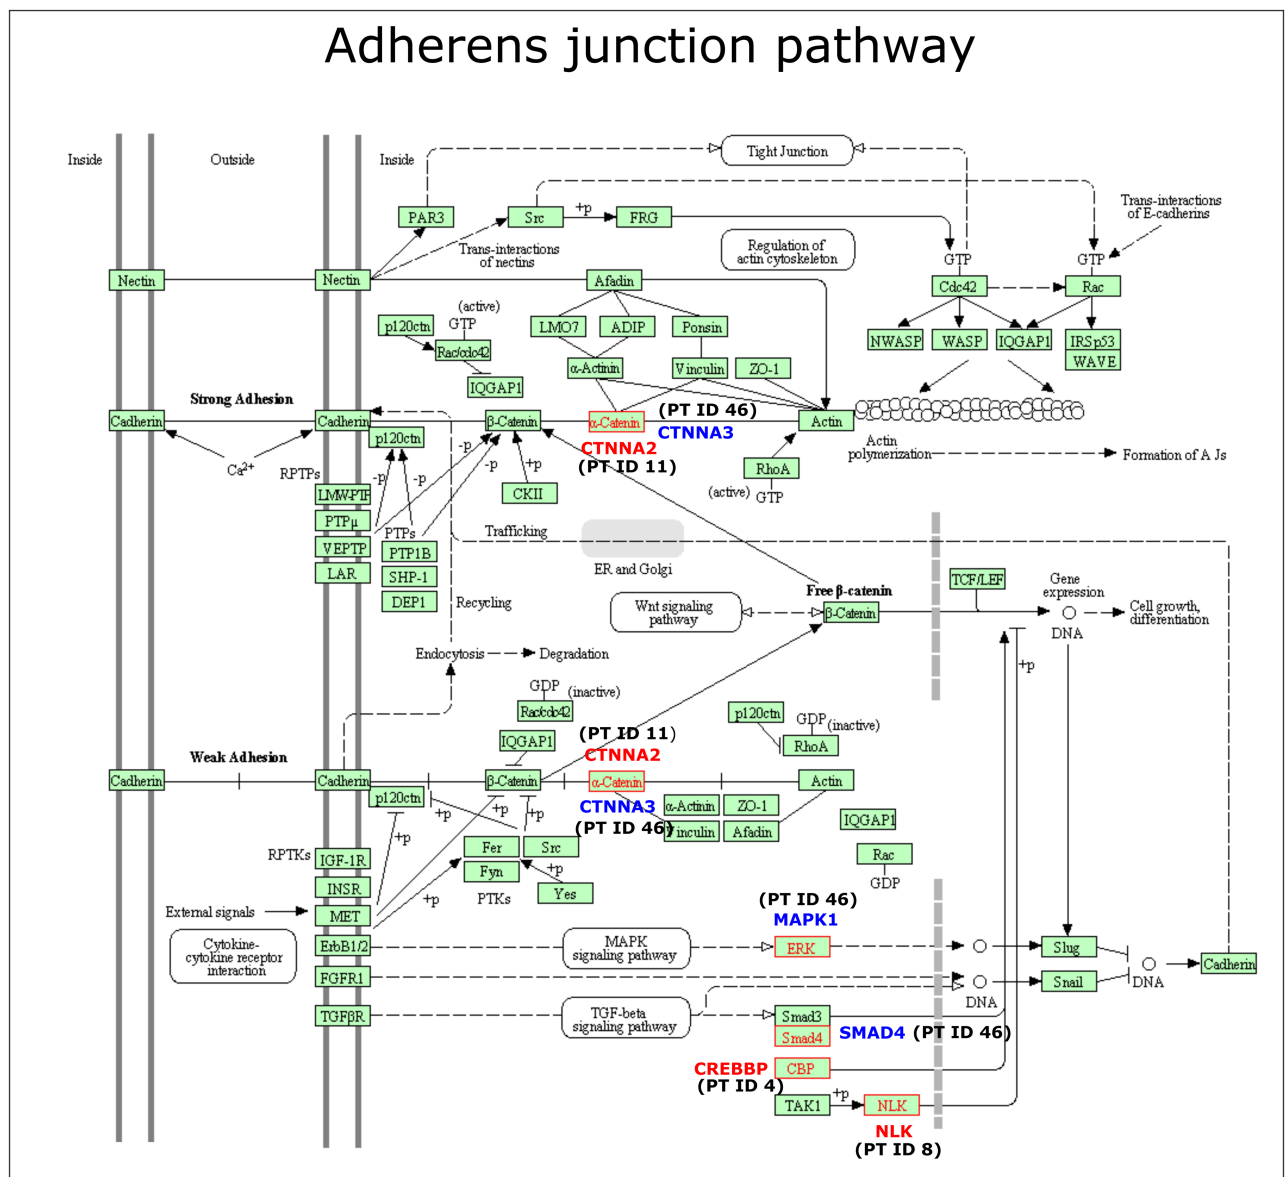 Adherens junction pathway
Inside
Outside
Inside
Tight Junction
PAR3
Src
+p
FRG
Trans-interactions
of E-cadherins
Trans-interactions
of nectins
Regulation of
actin cytoskeleton
GTP
GTP
Nectin
Nectin
Afadin
Cdc42
Rac
(active)
p120ctn
GTP
LMO7
ADIP
Ponsin
Rac/cdc42
NWASP
WASP
IQGAP1
IRSp53
WAVE
α-Actinin
Vinculin
ZO-1
IQGAP1
Strong Adhesion
(PT ID 46)
Cadherin
Cadherin
β-Catenin
α-Catenin
CTNNA3
Actin
p120ctn
-p
CTNNA2
Actin
polymerization
Formation of A Js
Ca2+
RPTPs
-p
-p
-p
+p
(PT ID 11)
RhoA
LMW-PTP
CKII
(active)
GTP
PTPμ
PTPs
Trafficking
VEPTP
PTP1B
LAR
SHP-1
ER and Golgi
TCF/LEF
Gene
expression
DEP1
Recycling
Wnt signaling
pathway
Free β-catenin
β-Catenin
Cell growth,
differentiation
DNA
Endocytosis
Degradation
+p
GDP
(inactive)
Rac/cdc42
p120ctn
GDP
(inactive)
IQGAP1
(PT ID 11)
RhoA
Weak Adhesion
CTNNA2
Cadherin
Cadherin
β-Catenin
α-Catenin
Actin
p120ctn
CTNNA3
α-Actinin
ZO-1
+p
+p
(PT ID 46)
Vinculin
Afadin
IQGAP1
+p
Fer
Src
RPTKs
IGF-1R
Rac
Fyn
+p
GDP
INSR
+p
PTKs
Yes
External signals
MET
(PT ID 46)
MAPK1
Cytokine-
cytokine receptor
interaction
ErbB1/2
MAPK
signaling pathway
ERK
Slug
FGFR1
Cadherin
DNA
Snail
DNA
TGFβR
TGF-beta
signaling pathway
Smad3
Smad4
SMAD4 (PT ID 46)
CREBBP
CBP
(PT ID 4)
TAK1
+p
NLK
NLK
(PT ID 8)